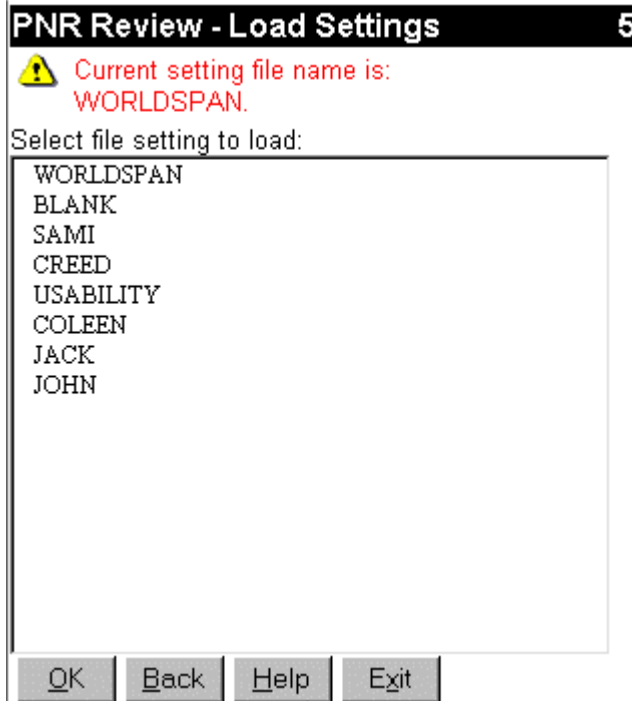 PNR Review - Load Settings 5
Current setting file name is:
WORLDSPAN.
Select file setting to load:
WORLDSPAN
BLANK
SAMI
CREED
USABILITY
COLEEN
JACK
JOHN
OK Back Help Exit